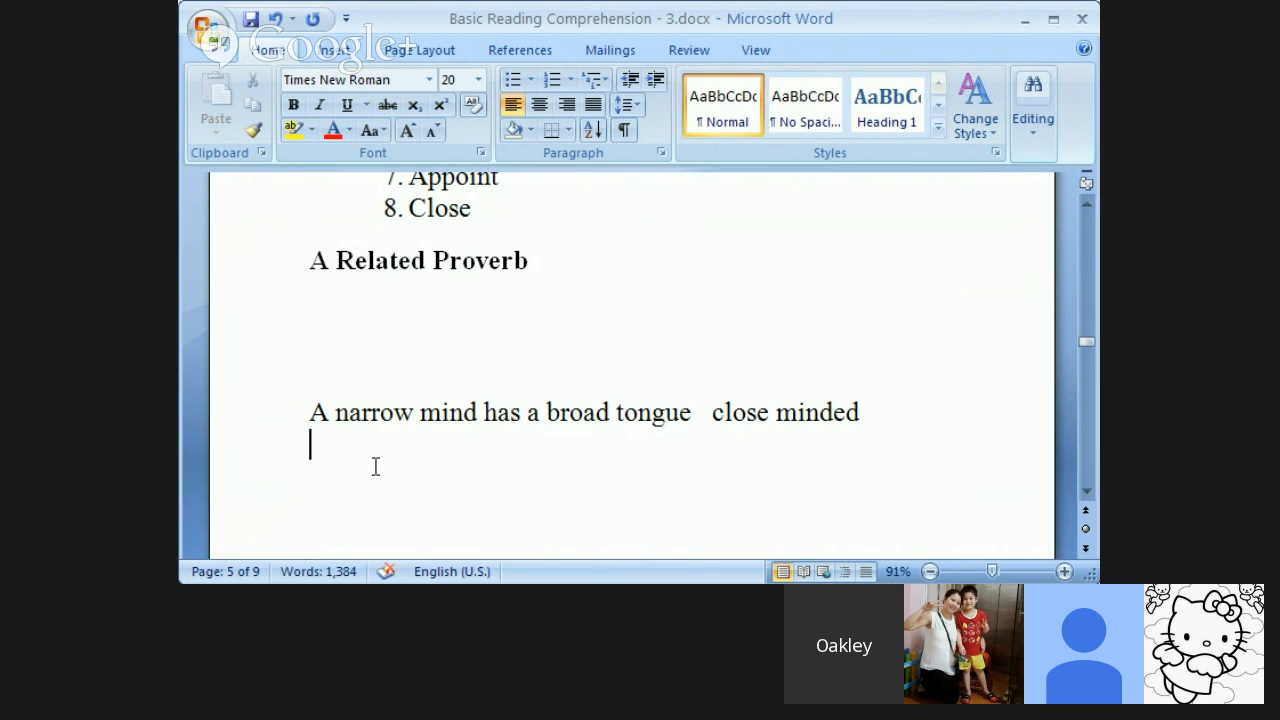 Basic Reading Comprehension - 3.docx - Microsoft Word
Google+
Home Insert Page Layout References Mailings Review View
Times New Roman 20
AaBbCcDc AaBbCcDc AaBbC
¶ Normal ¶ No Spaci... Heading 1
Paste
Change Styles
Editing
Clipboard Font Paragraph Styles
7. Appoint
8. Close
A Related Proverb
A narrow mind has a broad tongue close minded
Page: 5 of 9 Words: 1,384 English (U.S.) 91%
Oakley